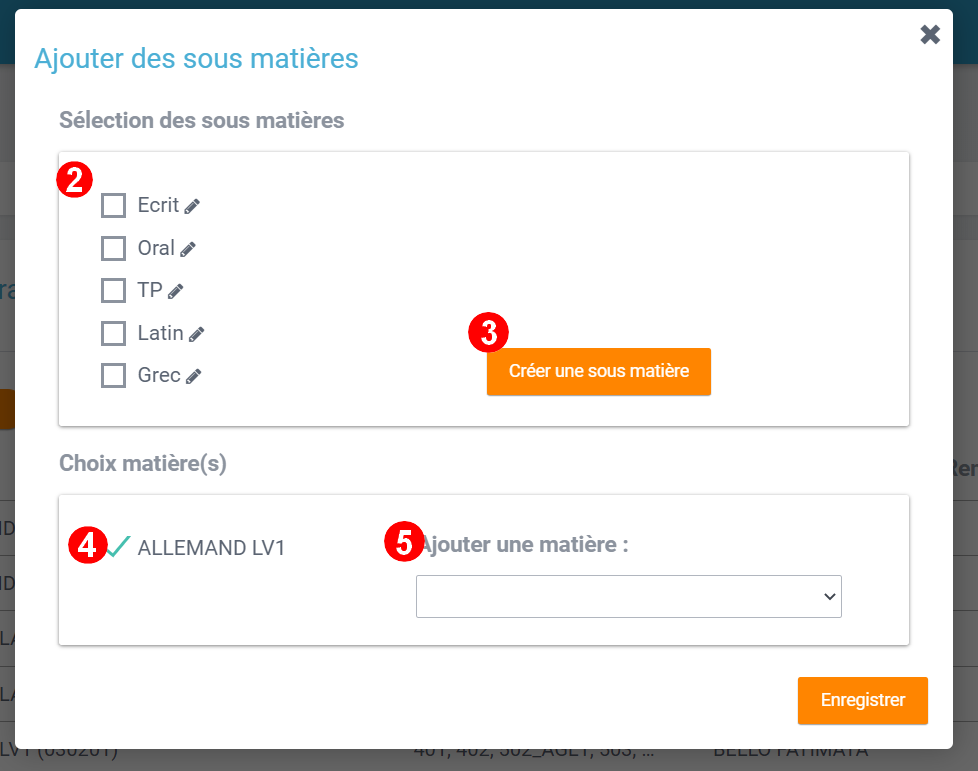 Ajouter des sous matières
Sélection des sous matières
2
Ecrit
Oral
TP
Latin
Grec
3
Créer une sous matière
Choix matière(s)
4 ALLEMAND LV1
5 Ajouter une matière :
Enregistrer